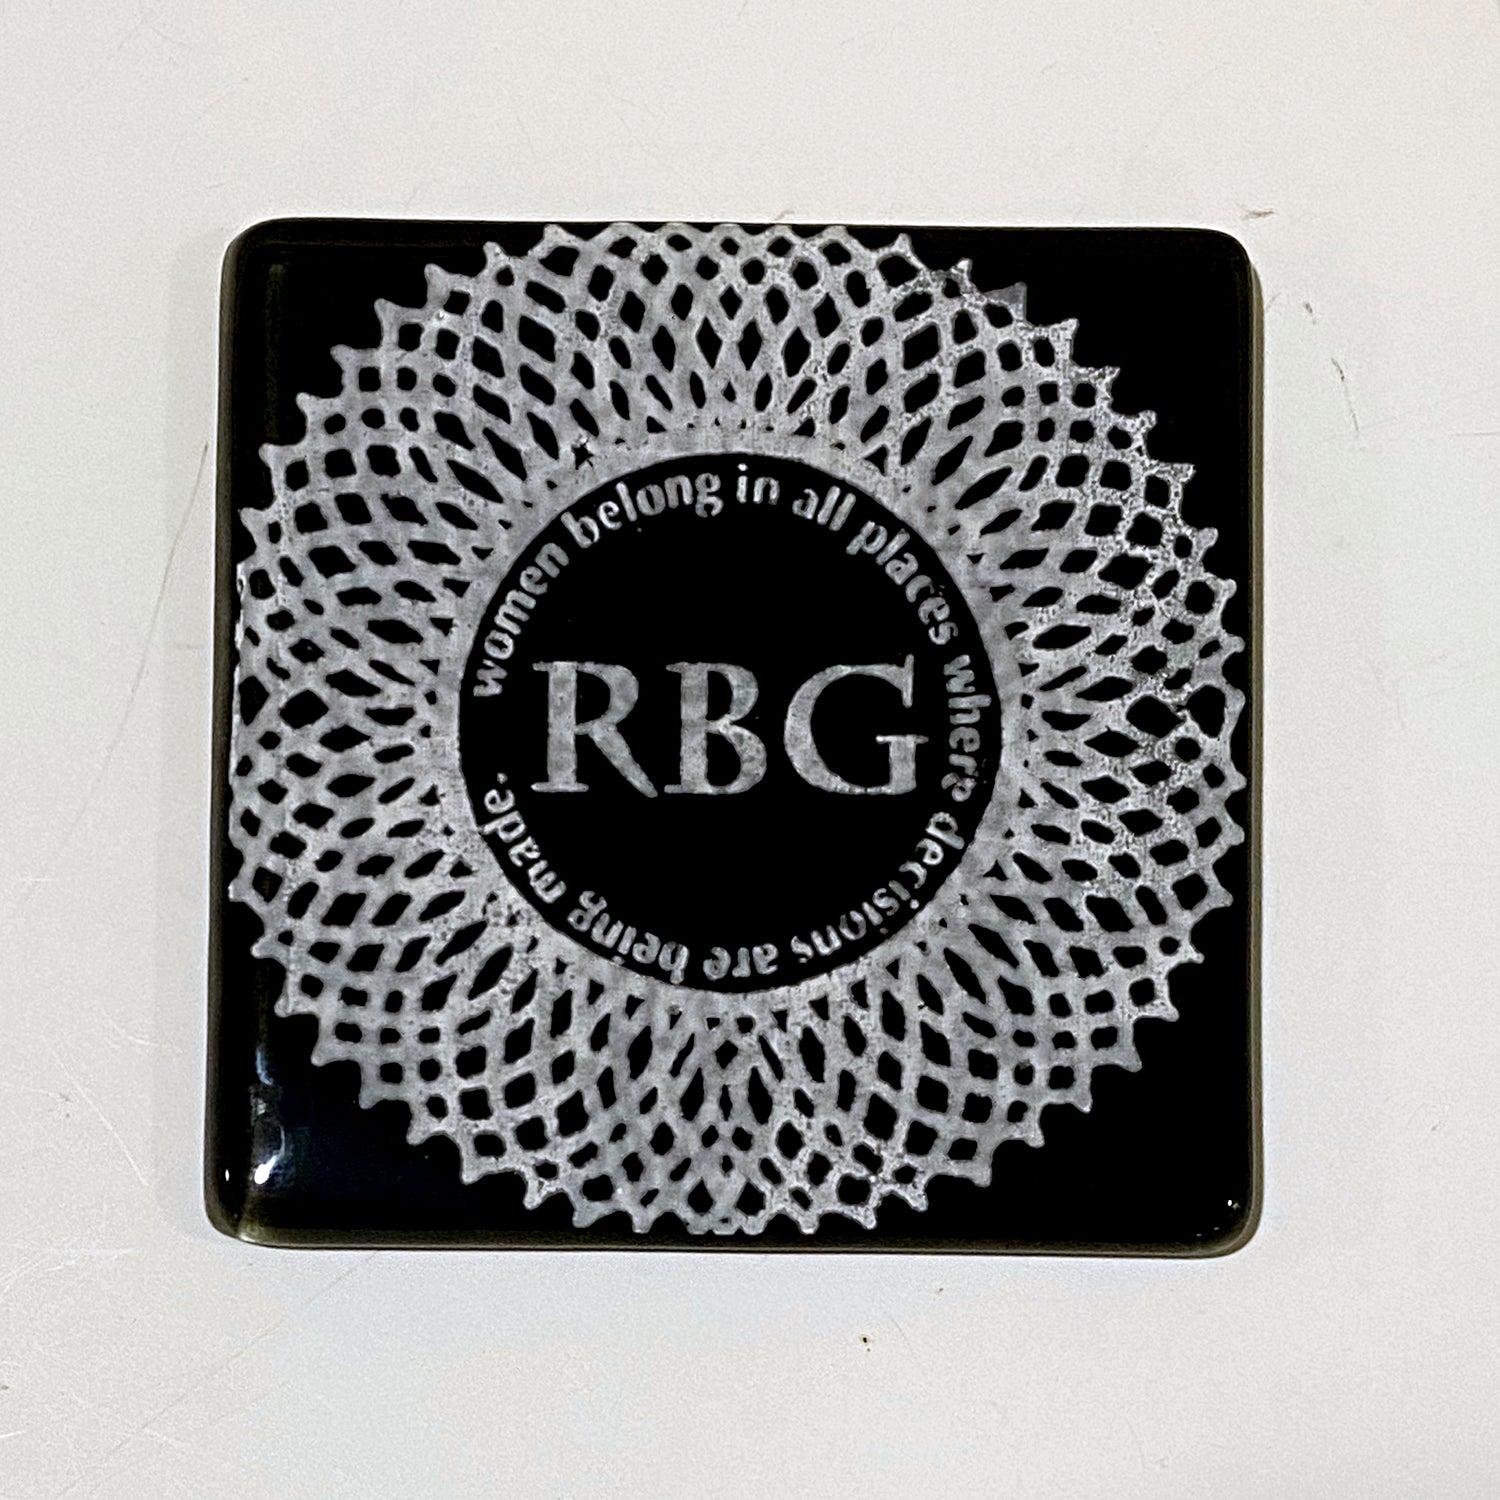 women belong in all places where decisions are being made.
RBG